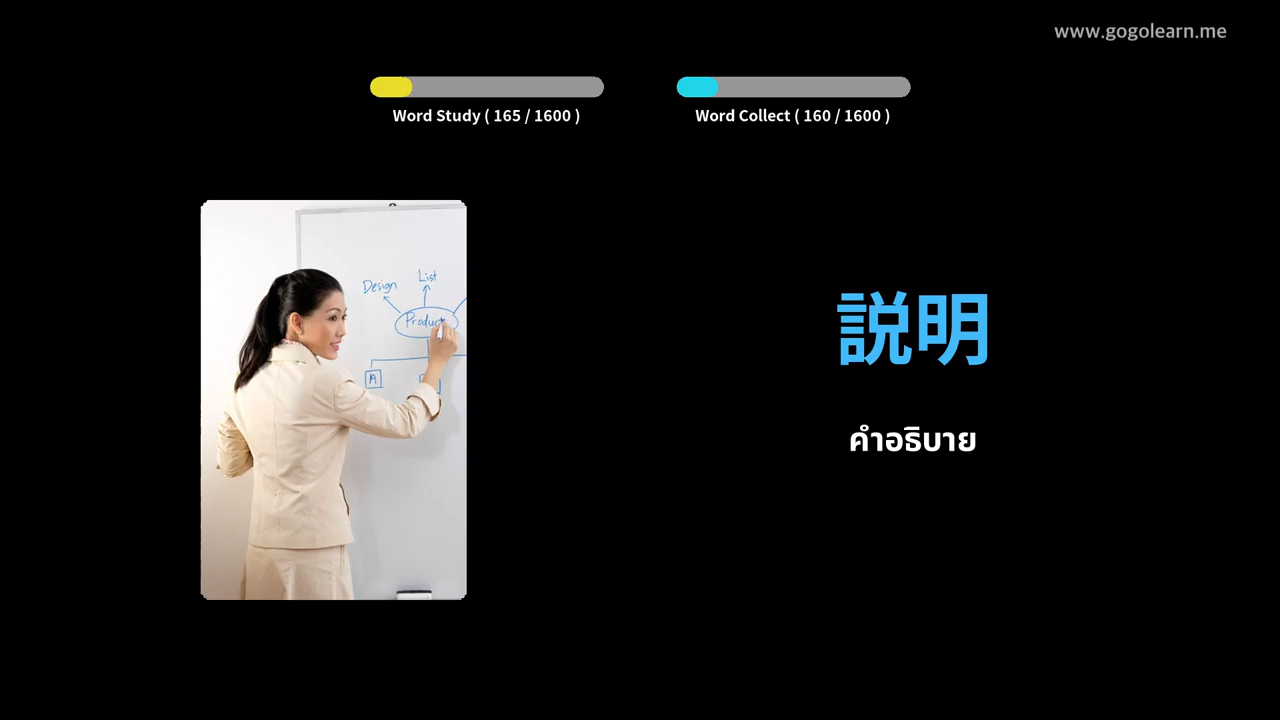 www.gogolearn.me
Word Study ( 165 / 1600 )
Word Collect ( 160 / 1600 )
Design
List
Product
A
説明
คำอธิบาย